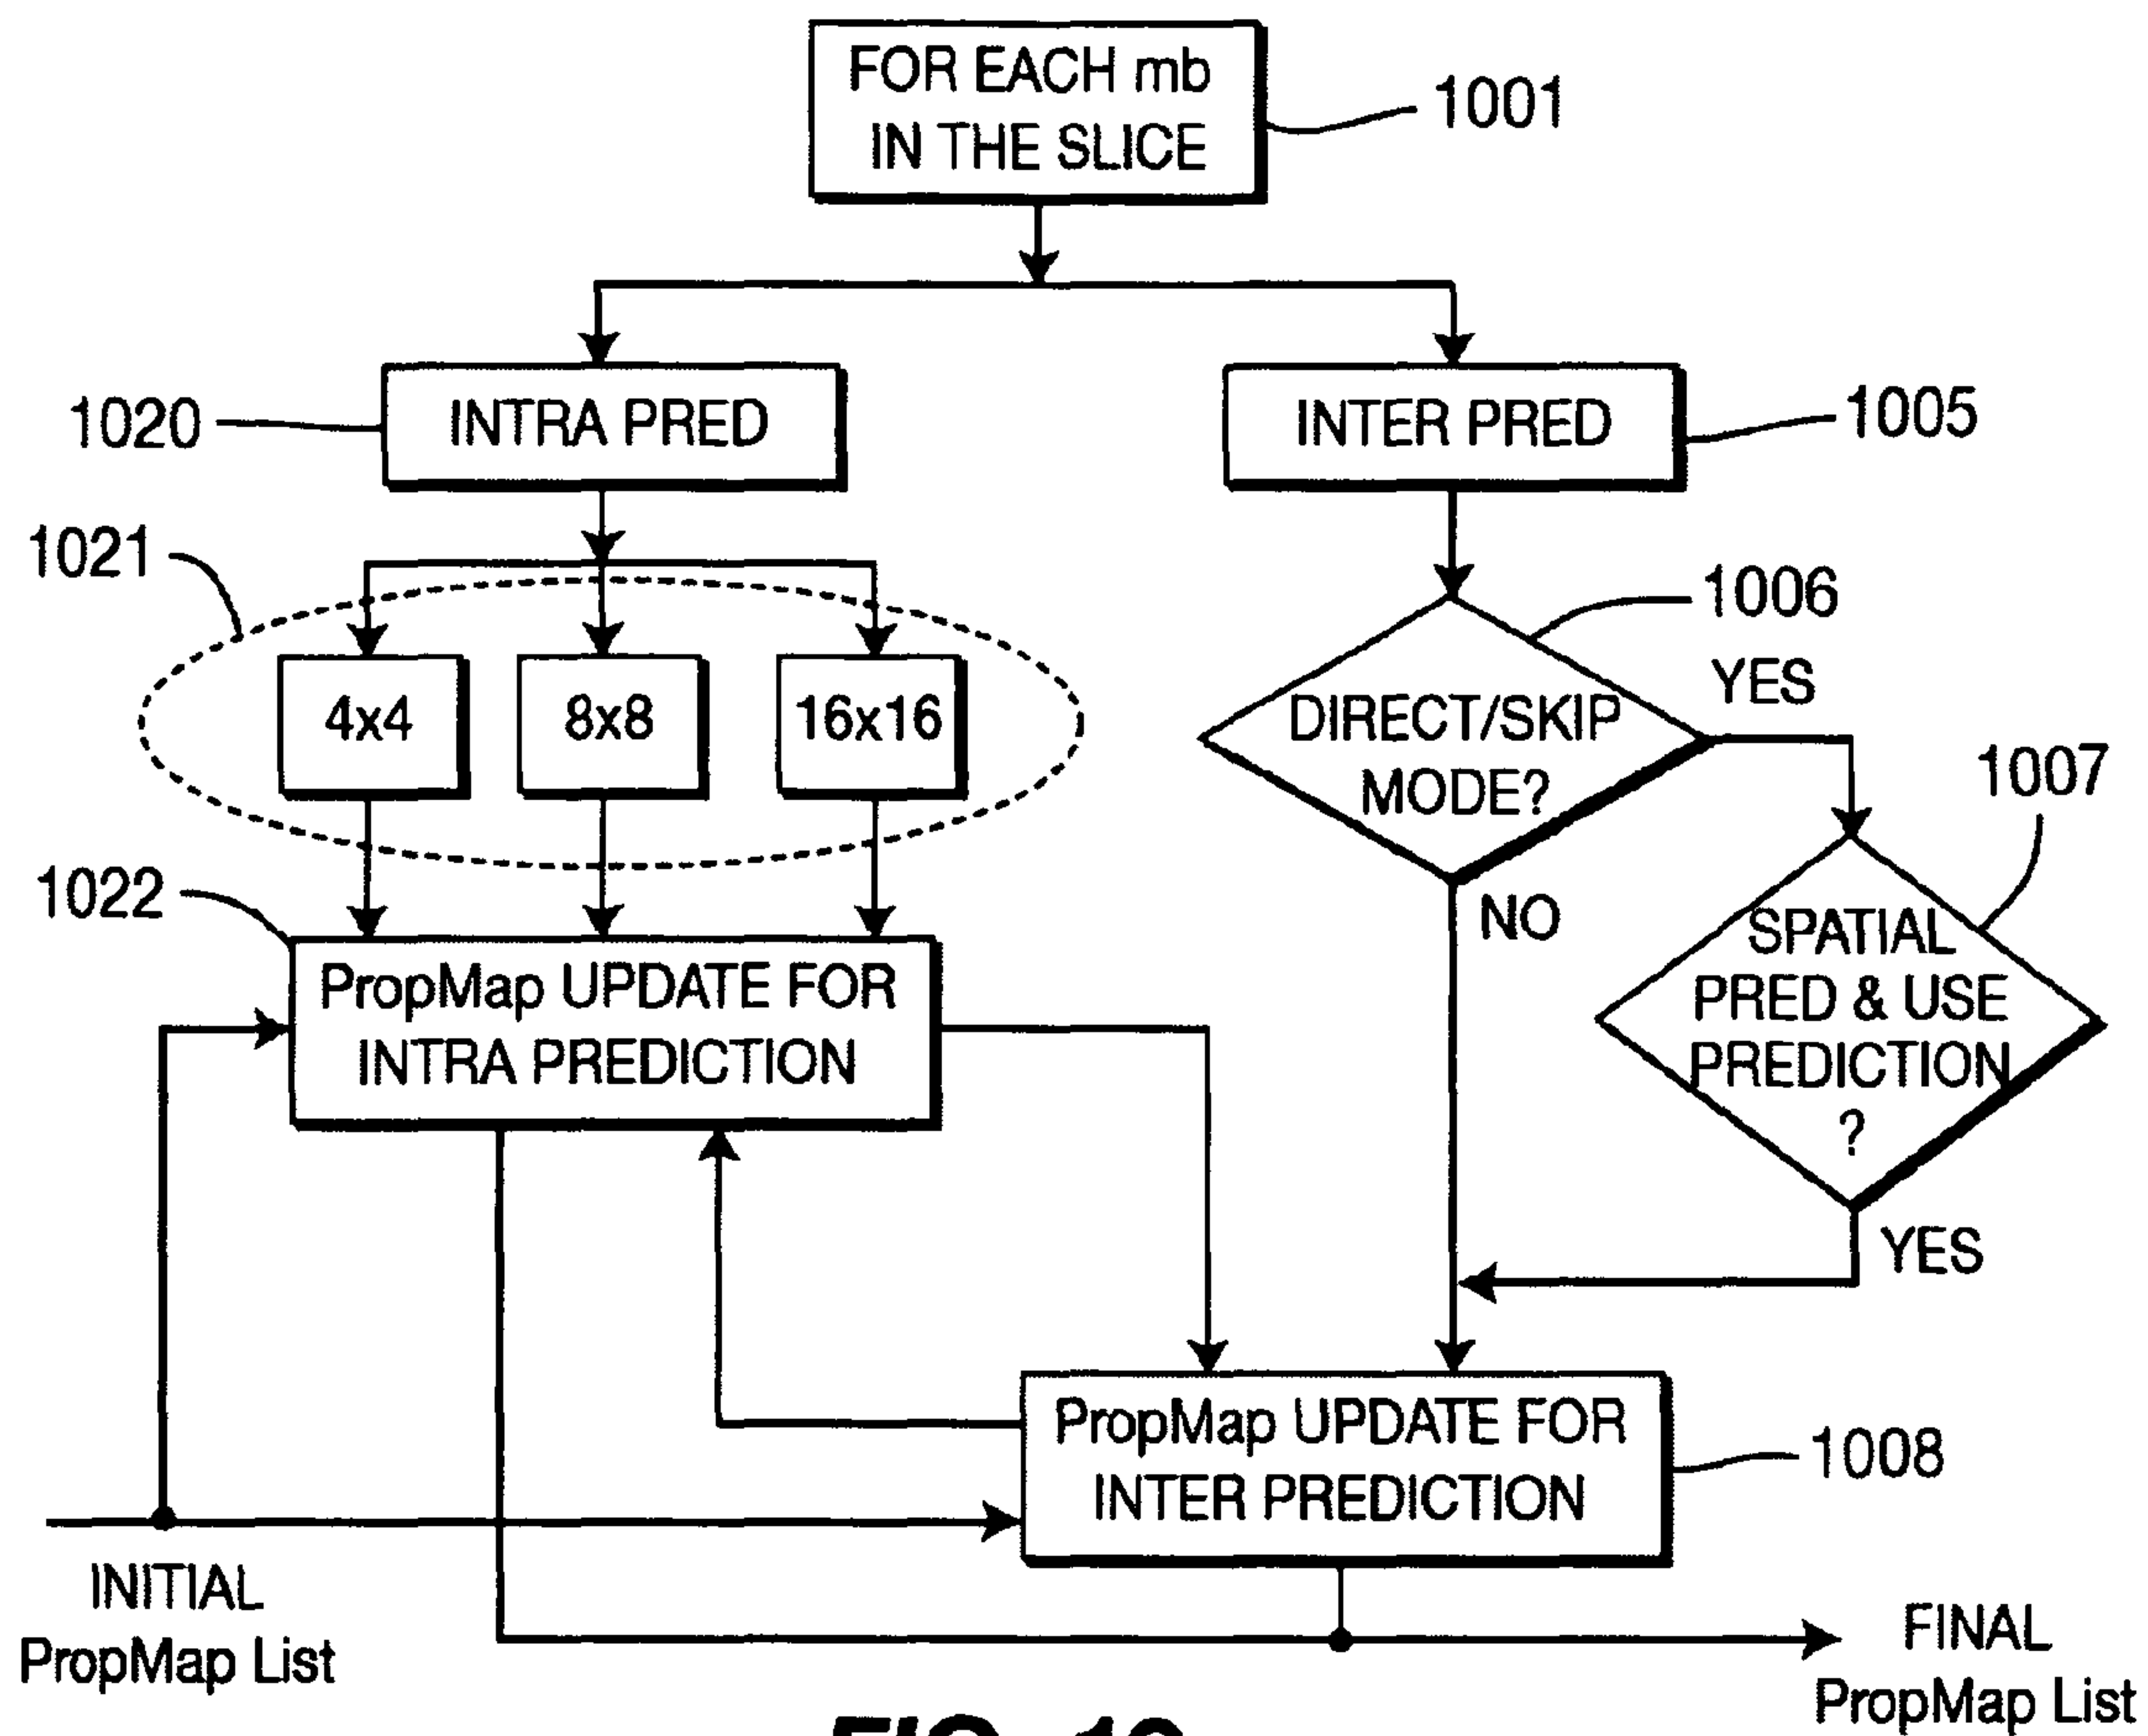 FOR EACH mb
IN THE SLICE
1001
1020
INTRA PRED
INTER PRED
1005
1021
4x4
8x8
16x16
1006
YES
DIRECT/SKIP
MODE?
1007
NO
1022
PropMap UPDATE FOR
INTRA PREDICTION
SPATIAL
PRED & USE
PREDICTION
?
YES
PropMap UPDATE FOR
INTER PREDICTION
1008
INITIAL
PropMap List
FINAL
PropMap List